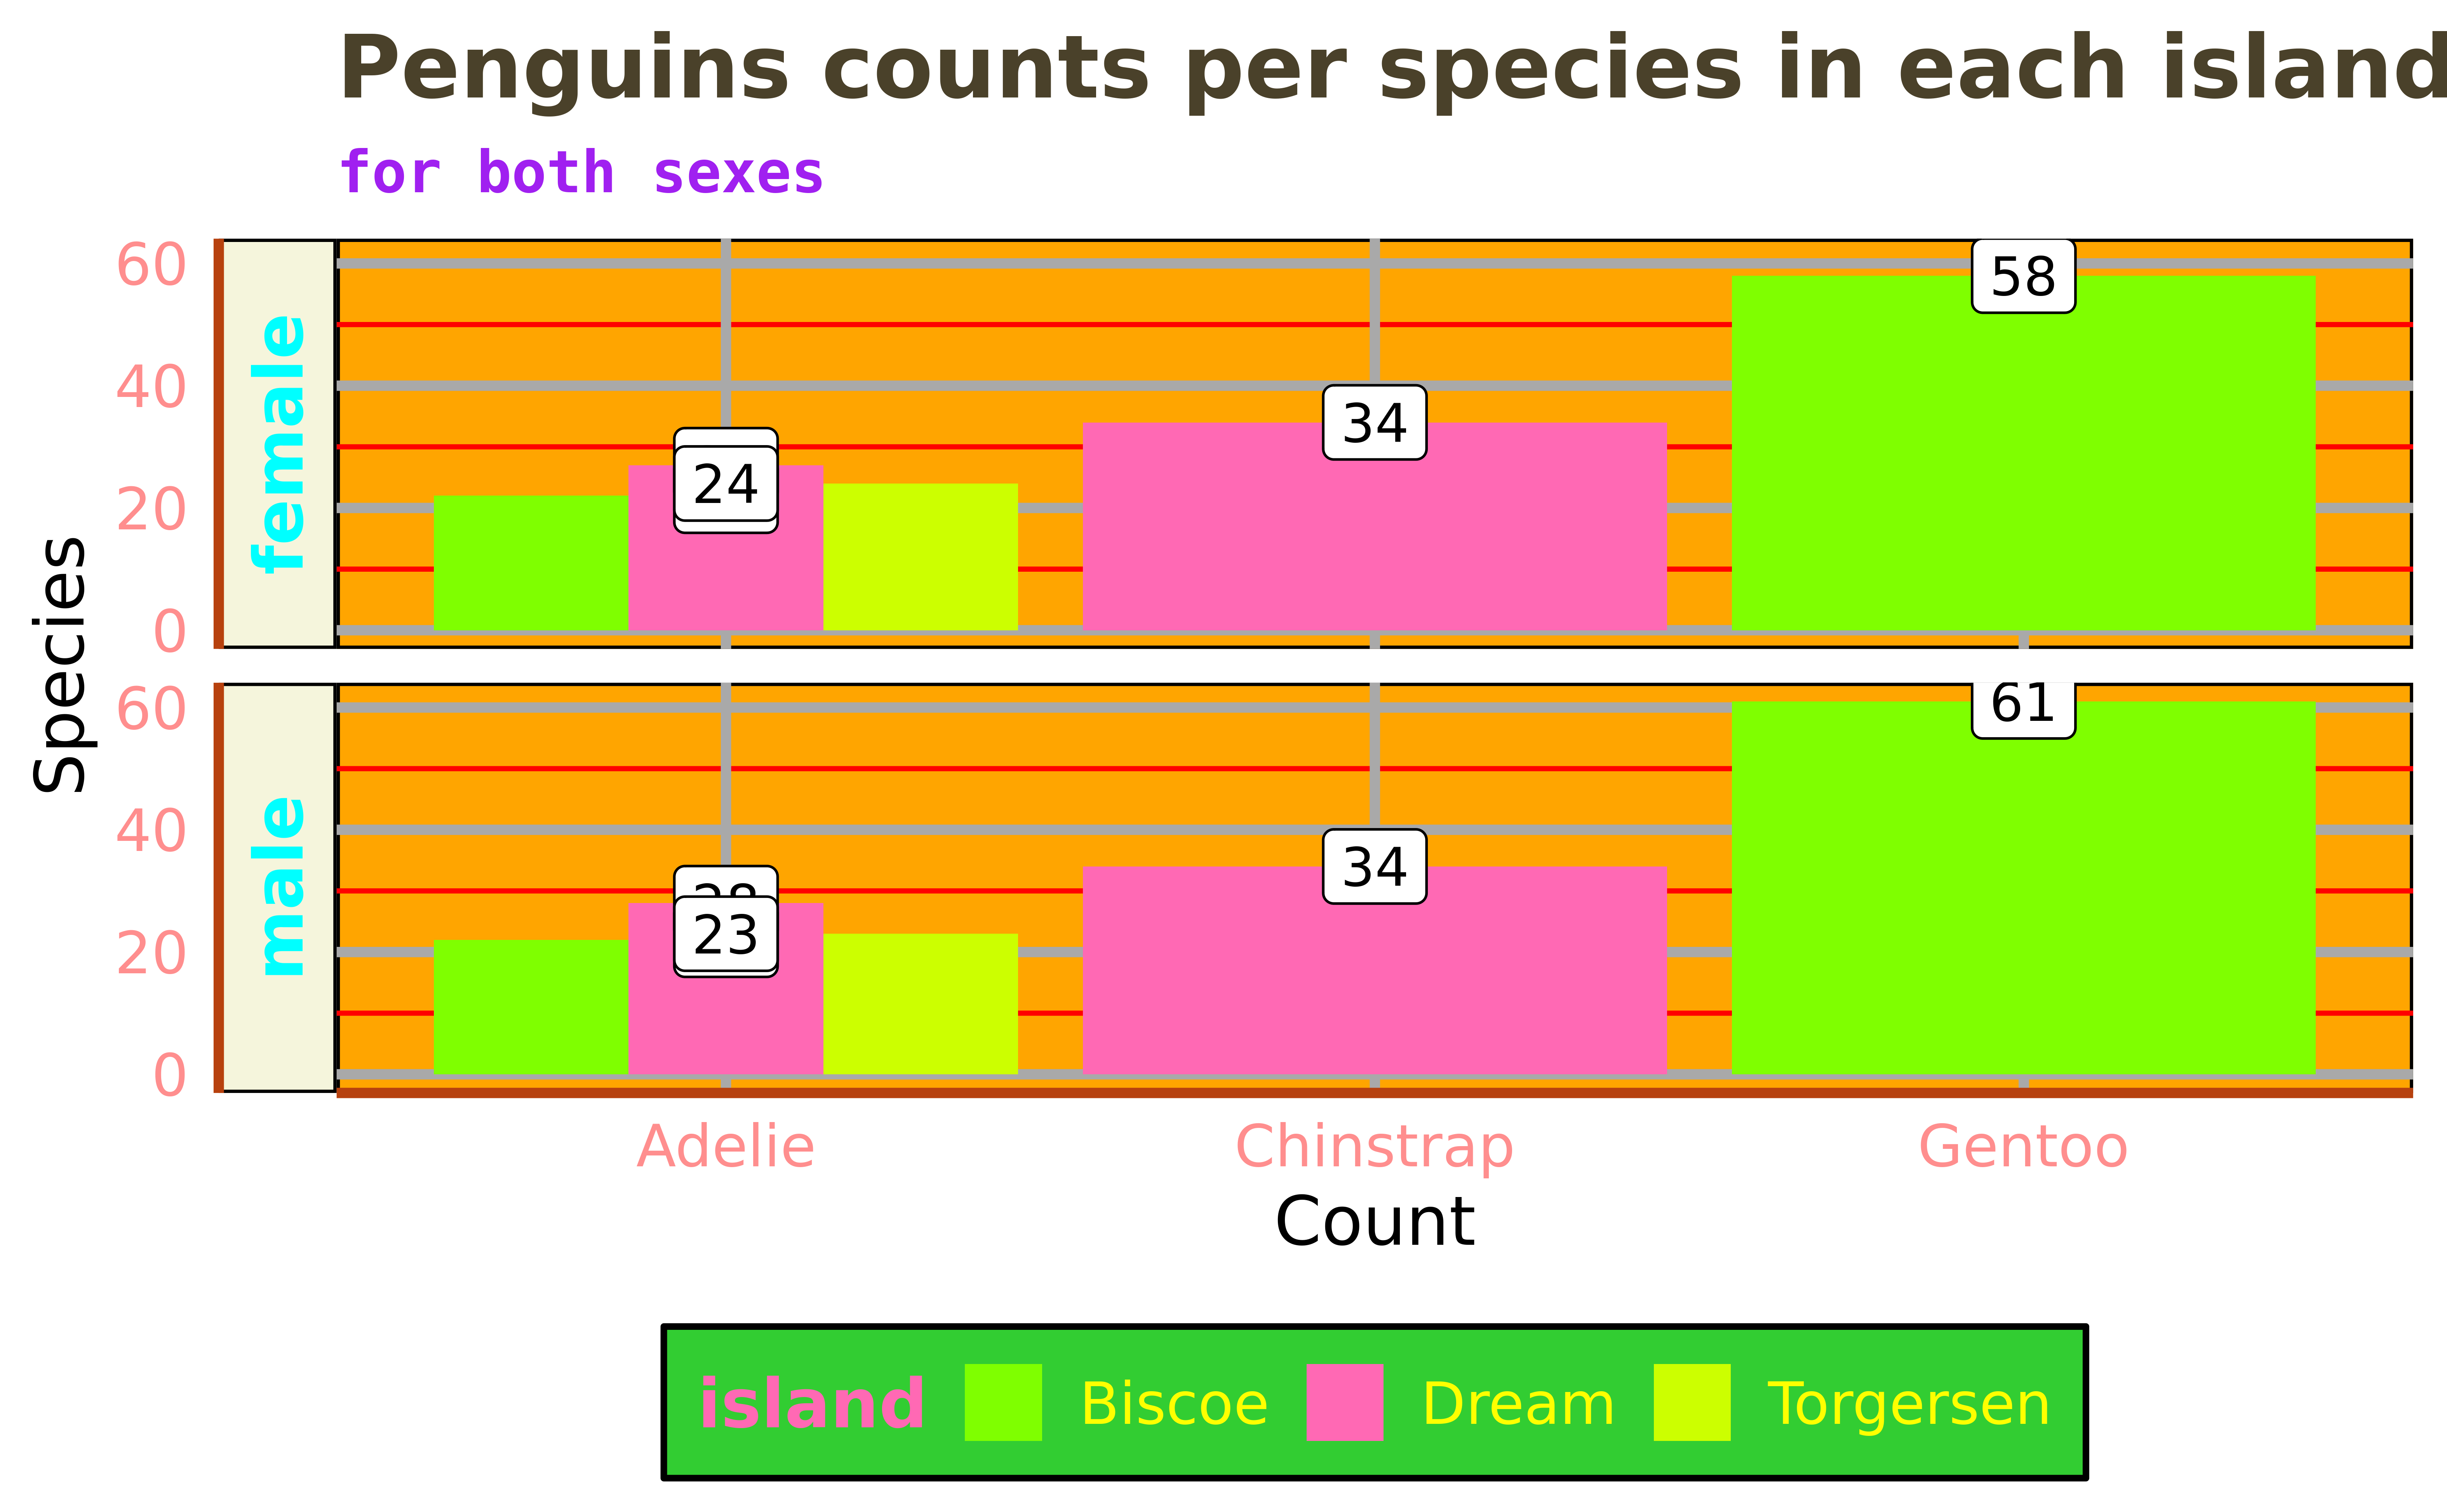 Penguins counts per species in each island
for both sexes
60
40
20
0
female
24
34
58
Species
60
40
20
0
male
23
34
61
Adelie
Chinstrap
Gentoo
Count
island Biscoe Dream Torgersen